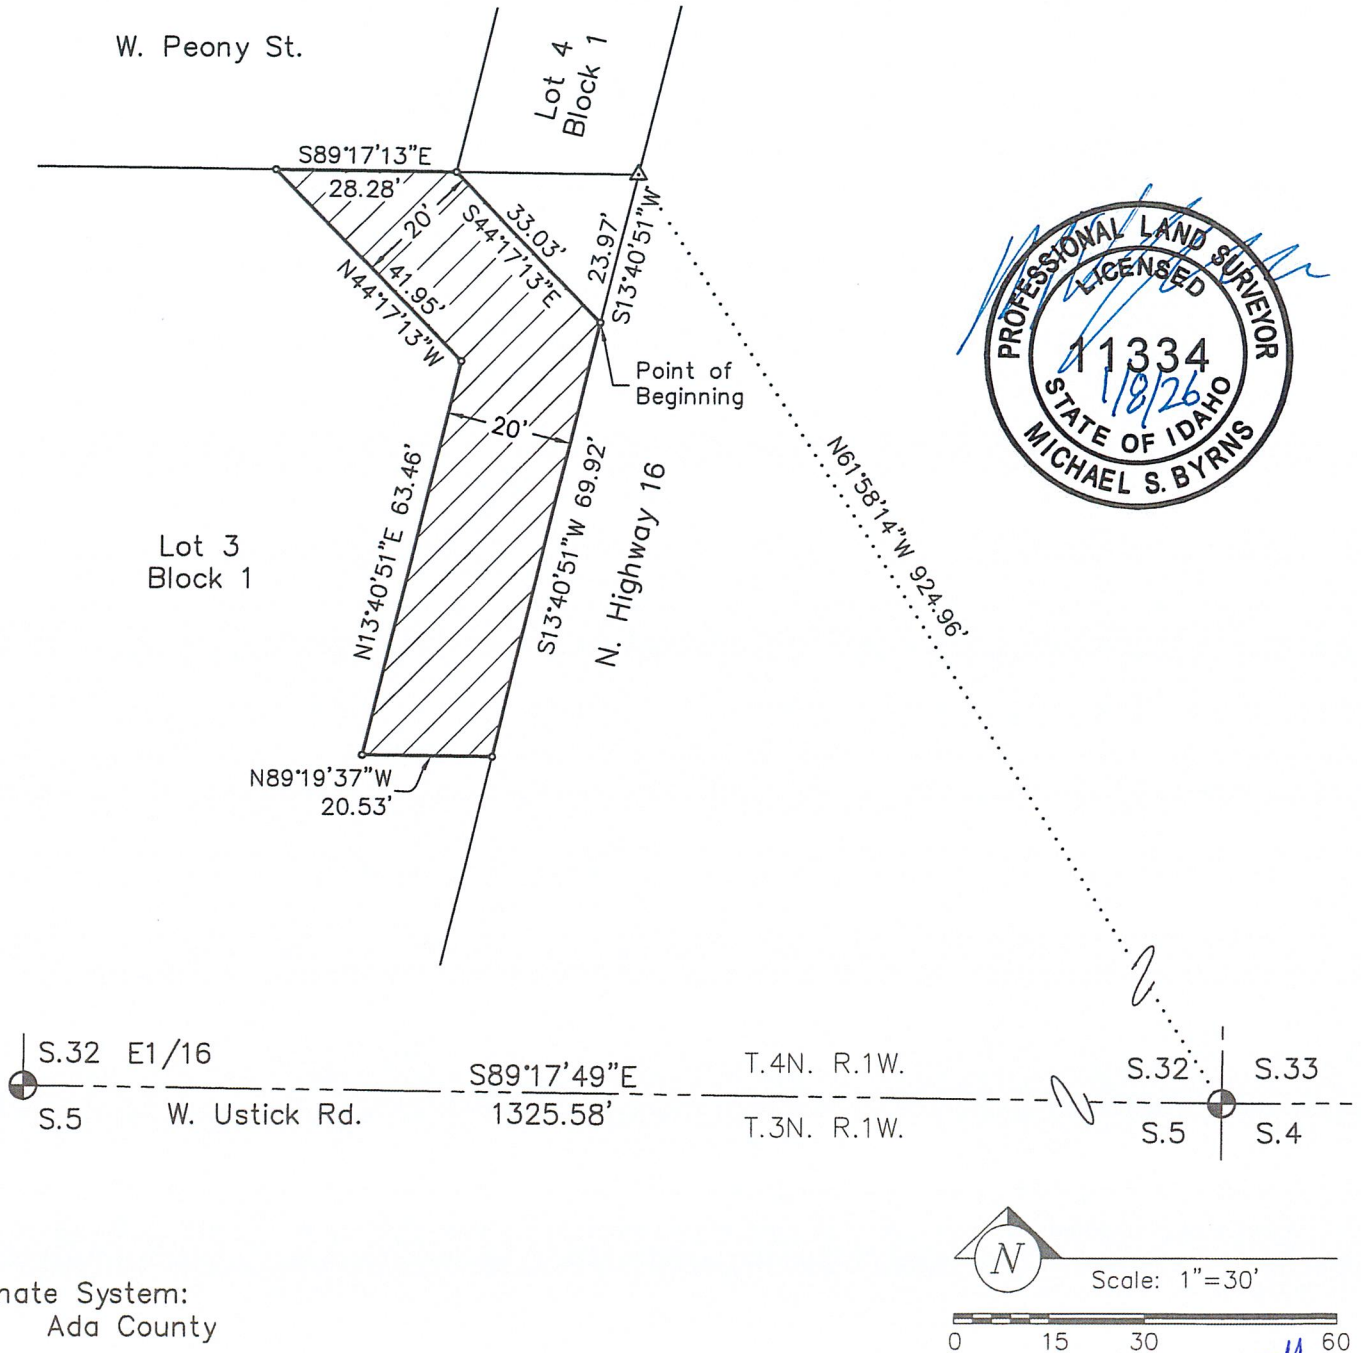 W. Peony St.
Lot 4
Block 1
S89°17'13"E
28.28'
20'
33.03'
S44°17'13"E
41.95'
N44°17'13"W
23.97'
S13°40'51"W
Point of
Beginning
20'
N13°40'51"E 63.46'
S13°40'51"W 69.92'
N. Highway 16
N61°58'14"W 924.96'
Lot 3
Block 1
N89°19'37"W
20.53'
PROFESSIONAL LAND SURVEYOR
LICENSED
11334
1/8/26
STATE OF IDAHO
MICHAEL S. BYRNS
S.32 E1/16
S.5
W. Ustick Rd.
S89°17'49"E
1325.58'
T.4N. R.1W.
T.3N. R.1W.
S.32
S.33
S.5
S.4
N
Scale: 1"=30'
0 15 30 60
nate System:
Ada County